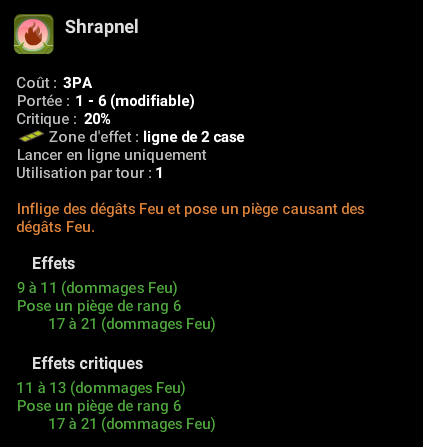 Shrapnel
Coût : 3PA
Portée : 1 - 6 (modifiable)
Critique : 20%
Zone d'effet : ligne de 2 case
Lancer en ligne uniquement
Utilisation par tour : 1
Inflige des dégâts Feu et pose un piège causant des
dégâts Feu.
Effets
9 à 11 (dommages Feu)
Pose un piège de rang 6
17 à 21 (dommages Feu)
Effets critiques
11 à 13 (dommages Feu)
Pose un piège de rang 6
17 à 21 (dommages Feu)